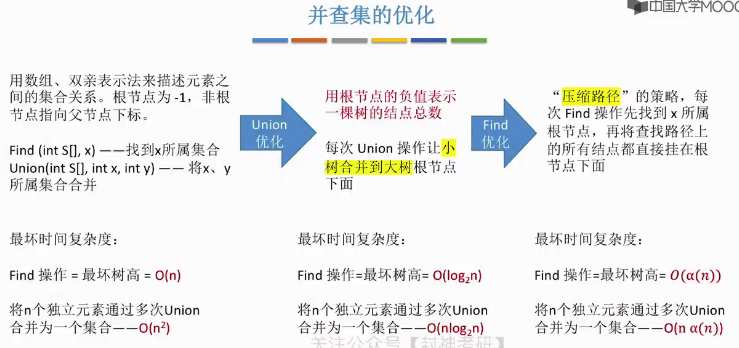 中国大学MOOC
并查集的优化
用数组、双亲表示法来描述元素之
间的集合关系。根节点为 -1，非根
节点指向父节点下标。
Find (int S[], x) ——找到x所属集合
Union(int S[], int x, int y) —— 将x、y
所属集合合并
Union
优化
用根节点的负值表示
一棵树的结点总数
每次 Union 操作让小
树合并到大树根节点
下面
Find
优化
“压缩路径”的策略，每
次 Find 操作先找到 x 所属
根节点，再将查找路径上
的所有结点都直接挂在根
节点下面
最坏时间复杂度：
Find 操作 = 最坏树高 = O(n)
将n个独立元素通过多次Union
合并为一个集合——O(n²)
最坏时间复杂度：
Find 操作=最坏树高= O(log₂n)
将n个独立元素通过多次Union
合并为一个集合——O(nlog₂n)
最坏时间复杂度：
Find 操作=最坏树高= O(α(n))
将n个独立元素通过多次Union
合并为一个集合——O(n α(n))
关注公众号【封神考研】